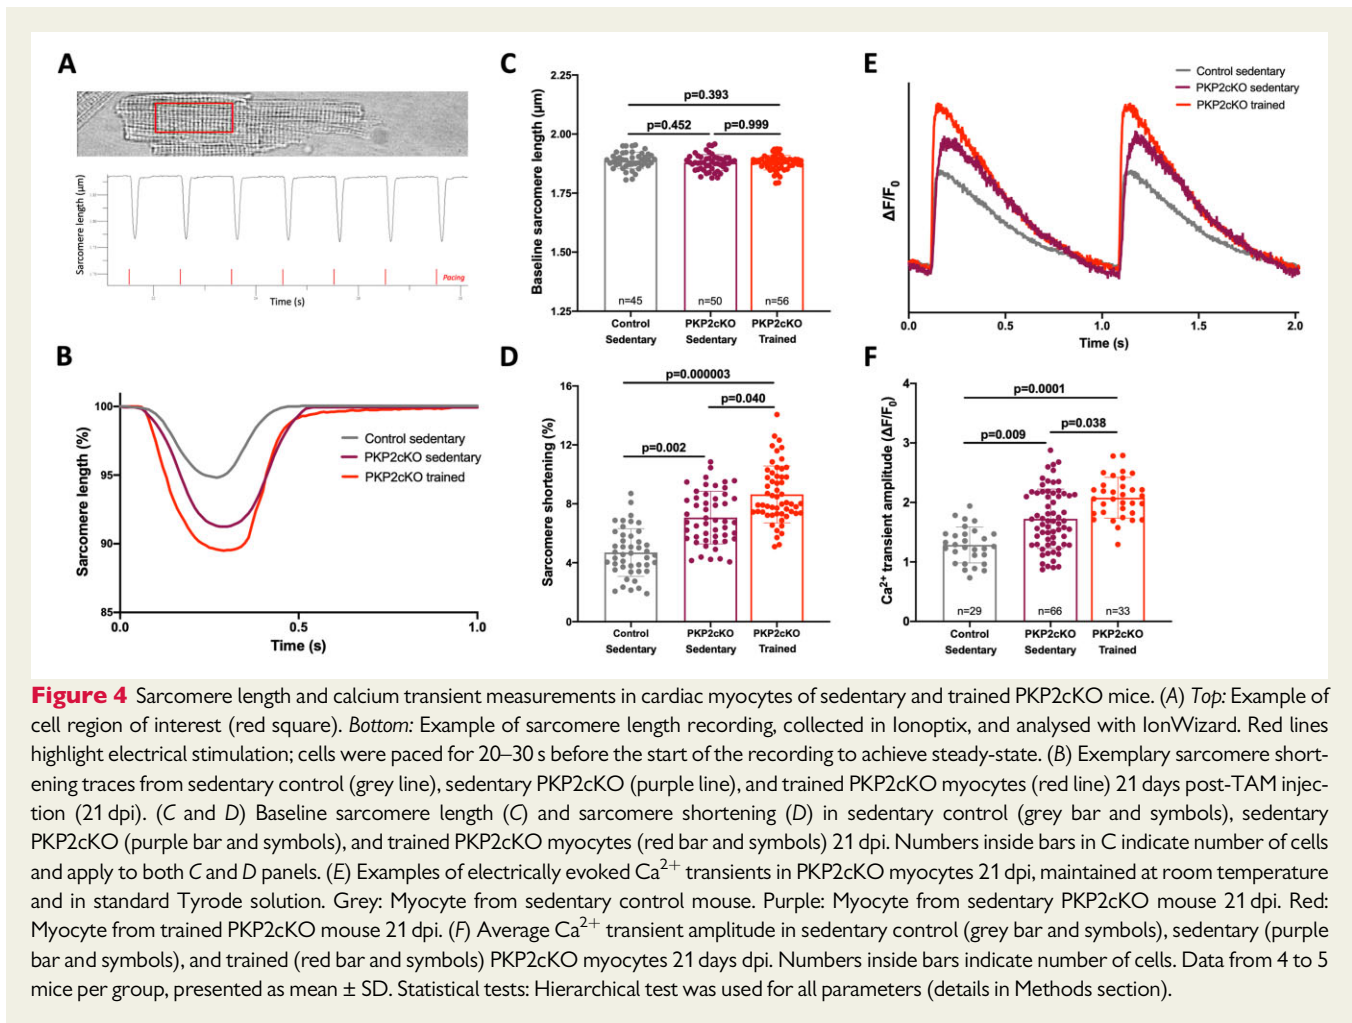 A
Sarcomere length (µm)
Pacing
Time (s)
B
Sarcomere length (%)
100
95
90
85
0.0
0.5
1.0
Time (s)
Control sedentary
PKP2cKO sedentary
PKP2cKO trained
C
Baseline sarcomere length (µm)
2.25
2.00
1.75
1.50
1.25
p=0.393
p=0.452
p=0.999
n=45
n=50
n=56
Control
Sedentary
PKP2cKO
Sedentary
PKP2cKO
Trained
D
Sarcomere shortening (%)
16
12
8
4
0
p=0.000003
p=0.040
p=0.002
Control
Sedentary
PKP2cKO
Sedentary
PKP2cKO
Trained
E
Control sedentary
PKP2cKO sedentary
PKP2cKO trained
ΔF/F0
0.0
0.5
1.0
1.5
2.0
Time (s)
F
Ca2+ transient amplitude (ΔF/F0)
4
3
2
1
0
p=0.0001
p=0.038
p=0.009
n=29
n=66
n=33
Control
Sedentary
PKP2cKO
Sedentary
PKP2cKO
Trained
Figure 4 Sarcomere length and calcium transient measurements in cardiac myocytes of sedentary and trained PKP2cKO mice. (A) Top: Example of
cell region of interest (red square). Bottom: Example of sarcomere length recording, collected in Ionoptix, and analysed with IonWizard. Red lines
highlight electrical stimulation; cells were paced for 20–30 s before the start of the recording to achieve steady-state. (B) Exemplary sarcomere short-
ening traces from sedentary control (grey line), sedentary PKP2cKO (purple line), and trained PKP2cKO myocytes (red line) 21 days post-TAM injec-
tion (21 dpi). (C and D) Baseline sarcomere length (C) and sarcomere shortening (D) in sedentary control (grey bar and symbols), sedentary
PKP2cKO (purple bar and symbols), and trained PKP2cKO myocytes (red bar and symbols) 21 dpi. Numbers inside bars in C indicate number of cells
and apply to both C and D panels. (E) Examples of electrically evoked Ca2+ transients in PKP2cKO myocytes 21 dpi, maintained at room temperature
and in standard Tyrode solution. Grey: Myocyte from sedentary control mouse. Purple: Myocyte from sedentary PKP2cKO mouse 21 dpi. Red:
Myocyte from trained PKP2cKO mouse 21 dpi. (F) Average Ca2+ transient amplitude in sedentary control (grey bar and symbols), sedentary (purple
bar and symbols), and trained (red bar and symbols) PKP2cKO myocytes 21 days dpi. Numbers inside bars indicate number of cells. Data from 4 to 5
mice per group, presented as mean ± SD. Statistical tests: Hierarchical test was used for all parameters (details in Methods section).